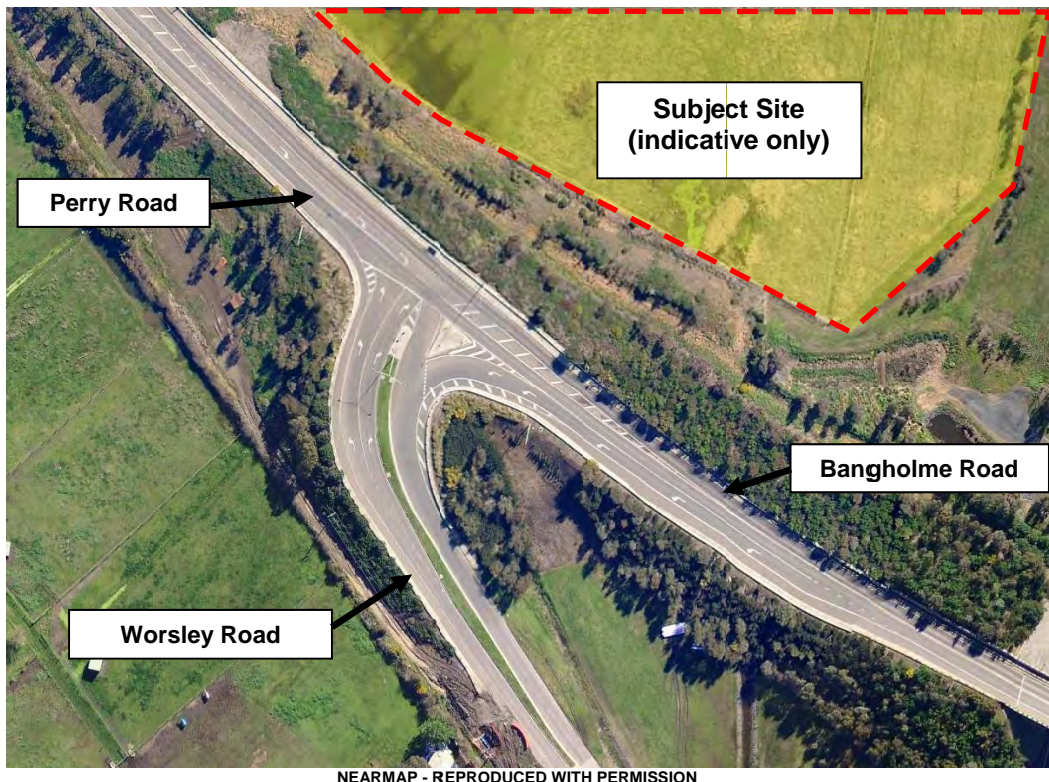 Subject Site
(indicative only)
Perry Road
Bangholme Road
Worsley Road
NEARMAP - REPRODUCED WITH PERMISSION